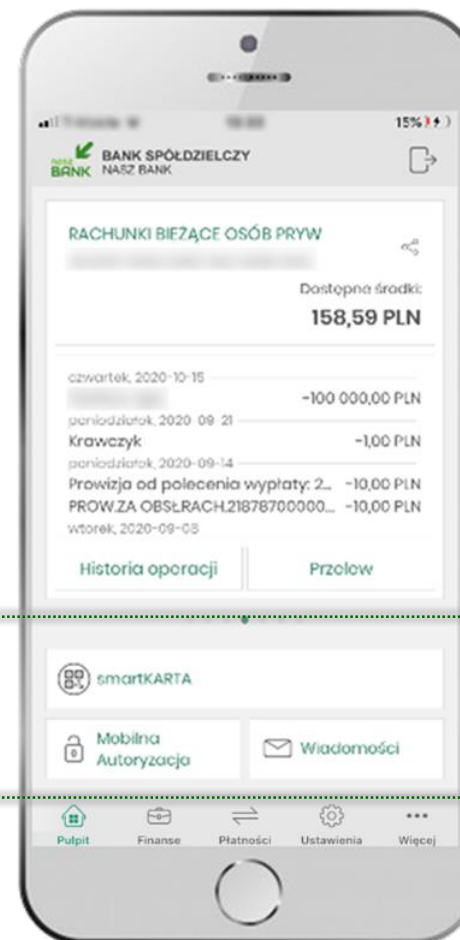 15%
NASZ BANK BANK SPÓŁDZIELCZY
NASZ BANK
RACHUNKI BIEŻĄCE OSÓB PRYW
Dostępne środki:
158,59 PLN
czwartek, 2020-10-15
-100 000,00 PLN
poniedziałek, 2020-09-21
Krawczyk -1,00 PLN
poniedziałek, 2020-09-14
Prowizja od polecenia wypłaty: 2... -10,00 PLN
PROW.ZA OBSŁ.RACH.21878700000... -10,00 PLN
wtorek, 2020-09-08
Historia operacji Przelew
smartKARTA
Mobilna Autoryzacja Wiadomości
Pulpit Finanse Płatności Ustawienia Więcej